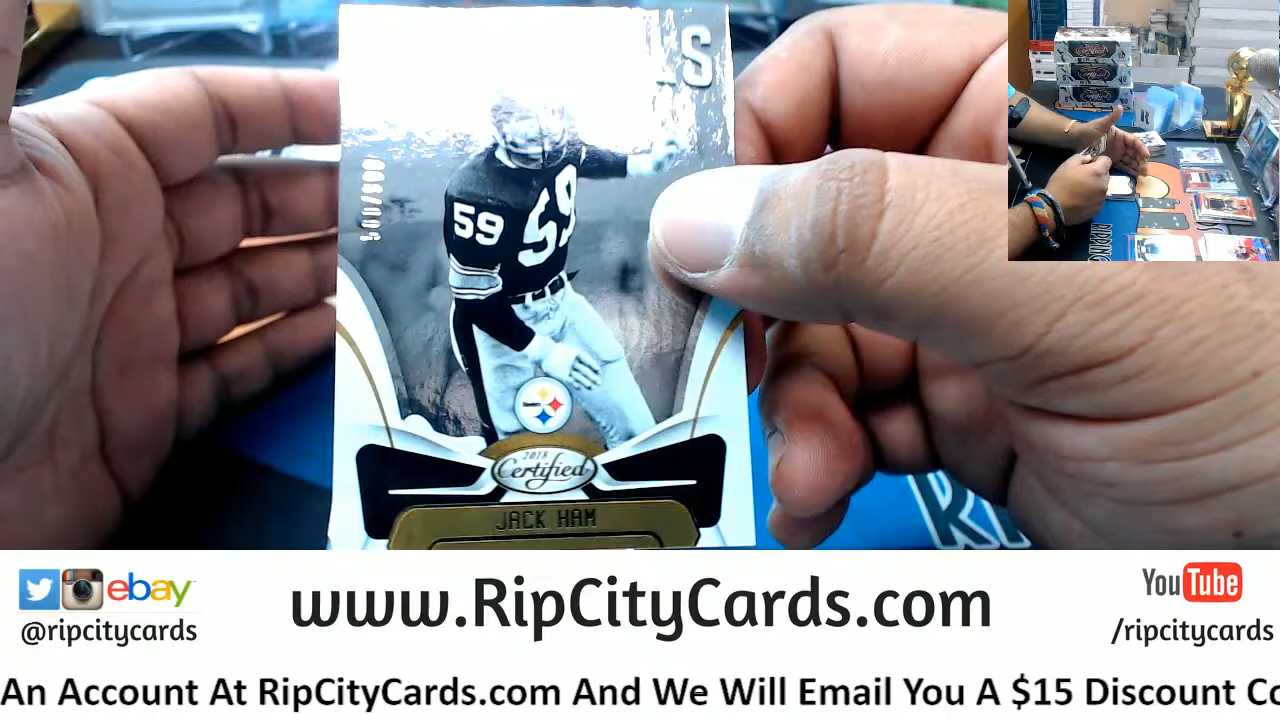 59
59
2018
Certified
JACK HAM
ebay
@ripcitycards
www.RipCityCards.com
You Tube
/ripcitycards
An Account At RipCityCards.com And We Will Email You A $15 Discount Co